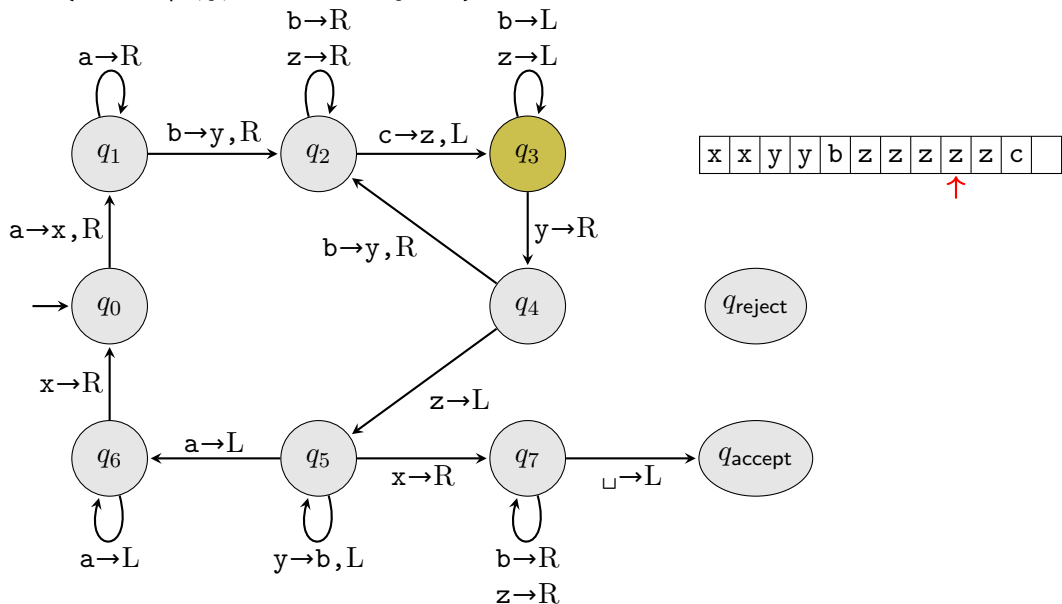 b→R
b→L
a→R
z→R
z→L
q1
b→y,R
q2
c→z,L
q3
x x y y b z z z z z c
↑
a→x,R
b→y,R
y→R
q0
q4
qreject
x→R
z→L
q6
a→L
q5
x→R
q7
␣→L
qaccept
a→L
y→b,L
b→R
z→R